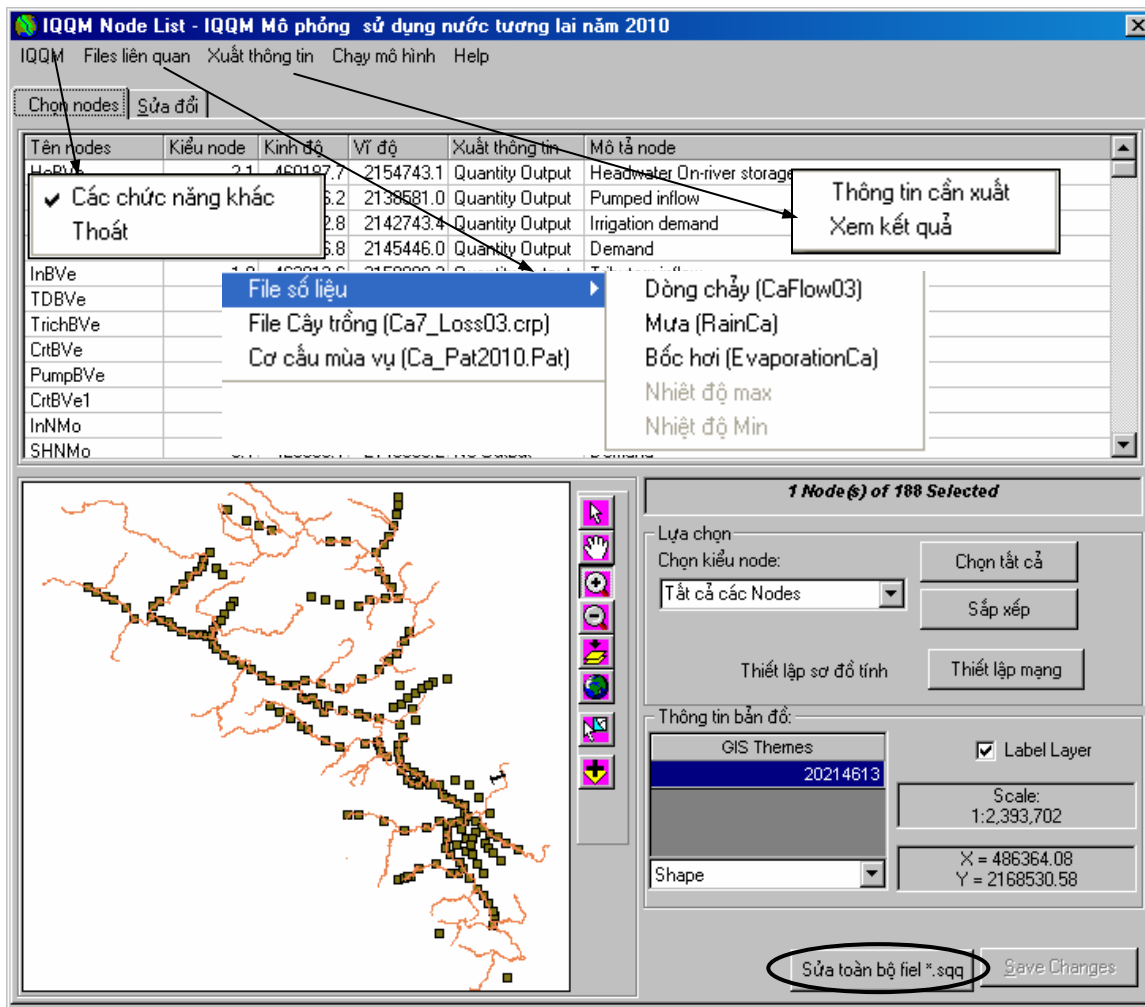 IQQM Node List - IQQM Mô phỏng sử dụng nước tương lai năm 2010
IQQM Files liên quan Xuất thông tin Chạy mô hình Help
Chọn nodes Sửa đổi
Tên nodes Kiểu node Kinh độ Vĩ độ Xuất thông tin Mô tả node
2.1 460187.7 2154743.1 Quantity Output Headwater On-river storage
6.2 2138581.0 Quantity Output Pumped inflow
2.8 2142743.4 Quantity Output Irrigation demand
6.8 2145446.0 Quantity Output Demand
Các chức năng khác
Thoát
Thông tin cần xuất
Xem kết quả
InBVe
TDBVe
TrichBVe
CrtBVe
PumpBVe
CrtBVe1
InNMo
SHNMo
File số liệu
File Cây trồng (Ca7_Loss03.crp)
Cơ cấu mùa vụ (Ca_Pat2010.Pat)
Dòng chảy (CaFlow03)
Mưa (RainCa)
Bốc hơi (EvaporationCa)
Nhiêt độ max
Nhiệt độ Min
1 Node(s) of 188 Selected
Lựa chọn
Chọn kiểu node:
Tất cả các Nodes
Chọn tất cả
Sắp xếp
Thiết lập sơ đồ tính
Thiết lập mạng
Thông tin bản đồ:
GIS Themes
20214613
Shape
Label Layer
Scale:
1:2,393,702
X = 486364.08
Y = 2168530.58
1
Sửa toàn bộ fiel *.sqq
Save Changes